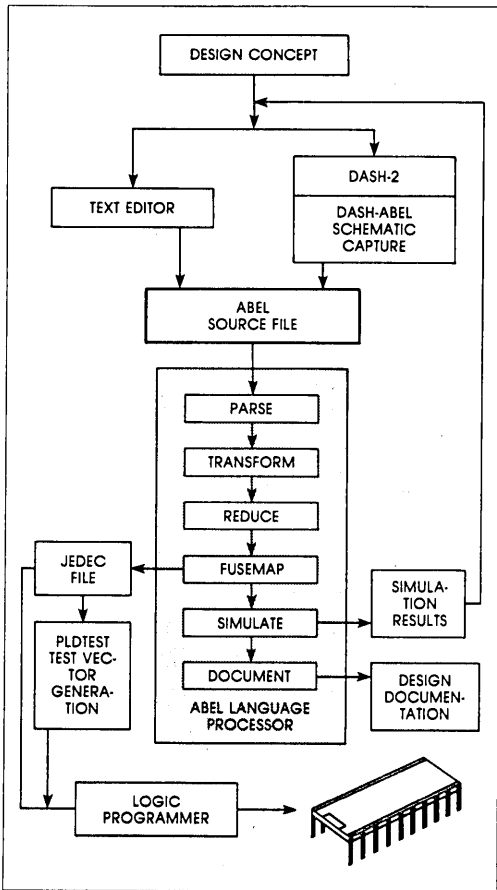 DESIGN CONCEPT
TEXT EDITOR
DASH-2
DASH-ABEL
SCHEMATIC
CAPTURE
ABEL
SOURCE FILE
PARSE
TRANSFORM
REDUCE
JEDEC
FILE
FUSEMAP
SIMULATE
SIMULA-
TION
RESULTS
PLDTEST
TEST VEC-
TOR
GENERA-
TION
DOCUMENT
ABEL LANGUAGE
PROCESSOR
DESIGN
DOCUMEN-
TATION
LOGIC
PROGRAMMER